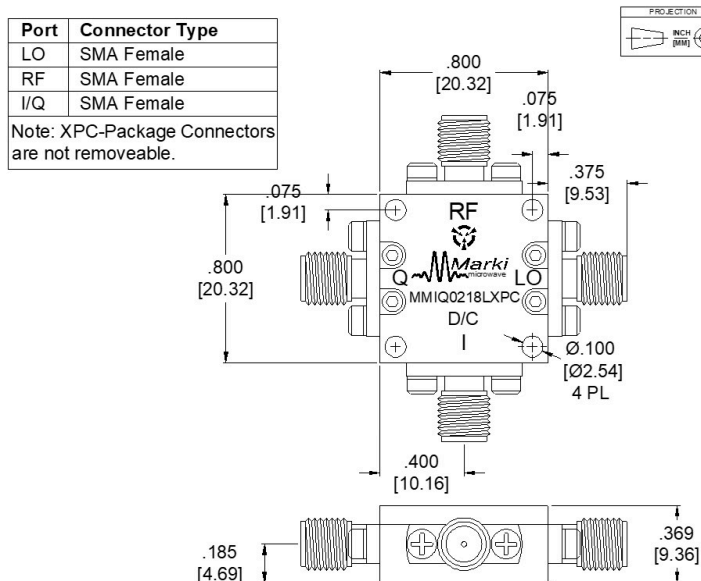 Port Connector Type
LO SMA Female
RF SMA Female
I/Q SMA Female
Note: XPC-Package Connectors
are not removeable.
PROJECTION
INCH
[MM]
.800
[20.32]
.075
[1.91]
.375
[9.53]
.075
[1.91]
.800
[20.32]
RF
Q
Marki
microwave
LO
MMIQ0218LXPC
D/C
I
Ø.100
[Ø2.54]
4 PL
.400
[10.16]
.185
[4.69]
.369
[9.36]